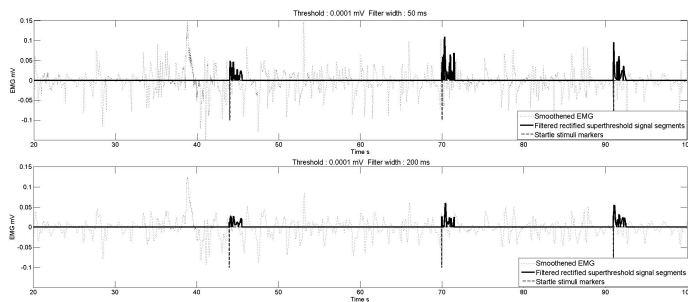 Threshold : 0.0001 mV Filter width : 50 ms
0.15
0.1
0.05
0
-0.05
-0.1
EMG mV
20 30 40 50 60 70 80 90 100
Time s
Smoothened EMG
Filtered rectified superthreshold signal segments
Startle stimuli markers
Threshold : 0.0001 mV Filter width : 200 ms
0.15
0.1
0.05
0
-0.05
-0.1
EMG mV
20 30 40 50 60 70 80 90 100
Time s
Smoothened EMG
Filtered rectified superthreshold signal segments
Startle stimuli markers